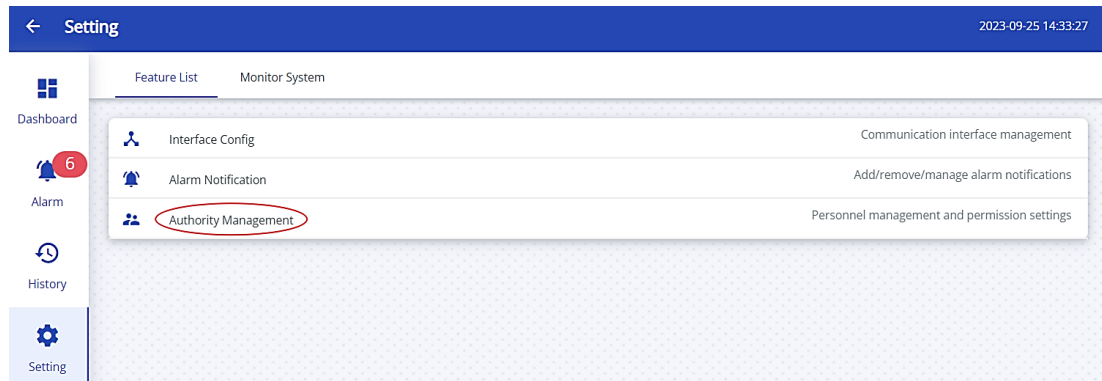 Setting
2023-09-25 14:33:27
Feature List
Monitor System
Dashboard
6
Alarm
History
Setting
Interface Config
Communication interface management
Alarm Notification
Add/remove/manage alarm notifications
Authority Management
Personnel management and permission settings